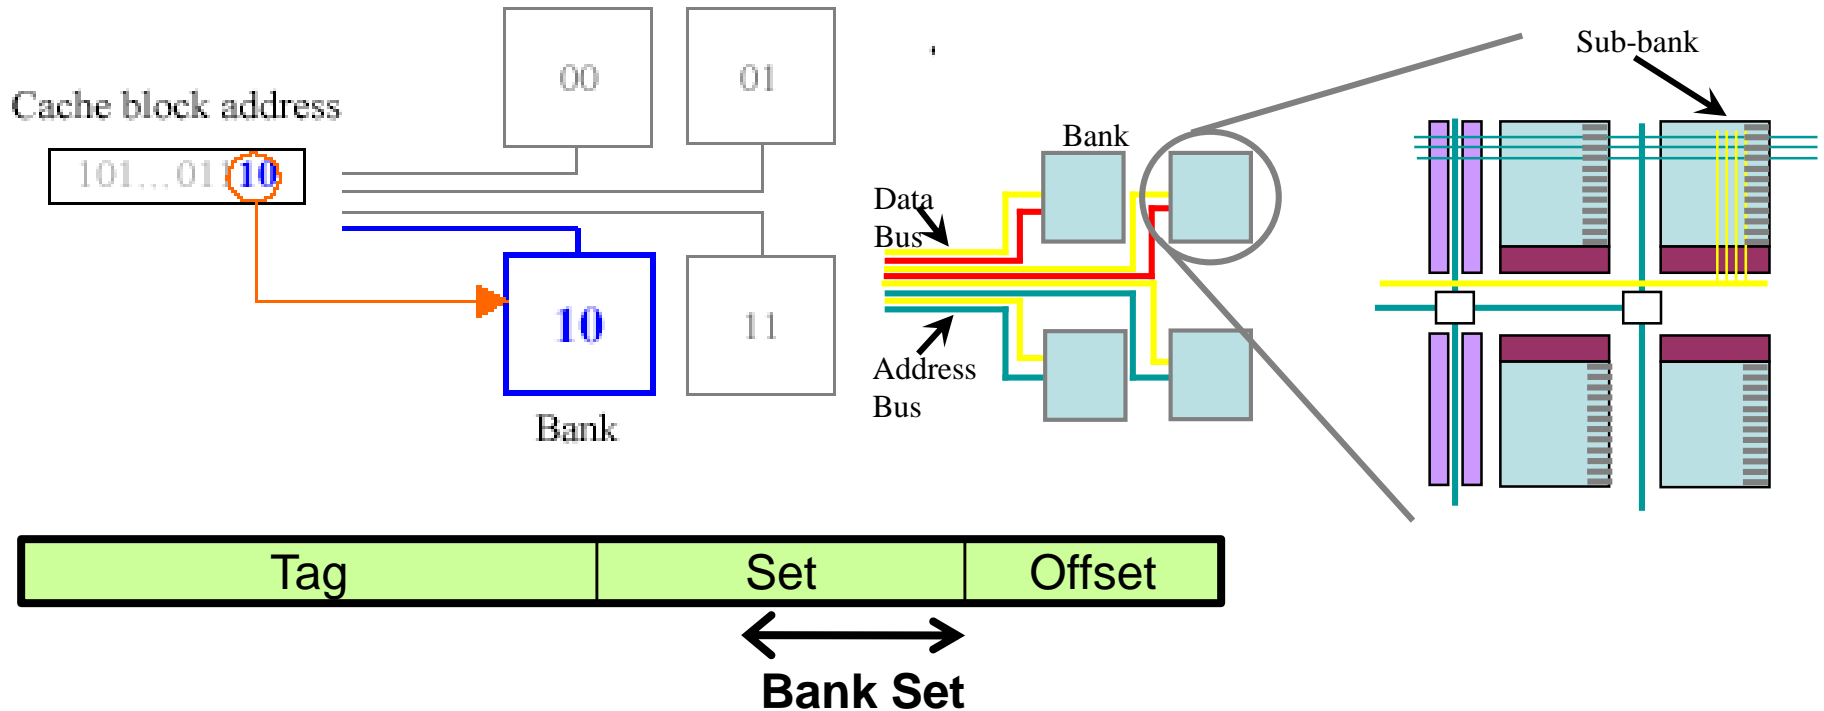 Cache block address
101...01110
00
01
10
11
Bank
Bank
Data
Bus
Address
Bus
Sub-bank
Tag
Set
Offset
Bank Set